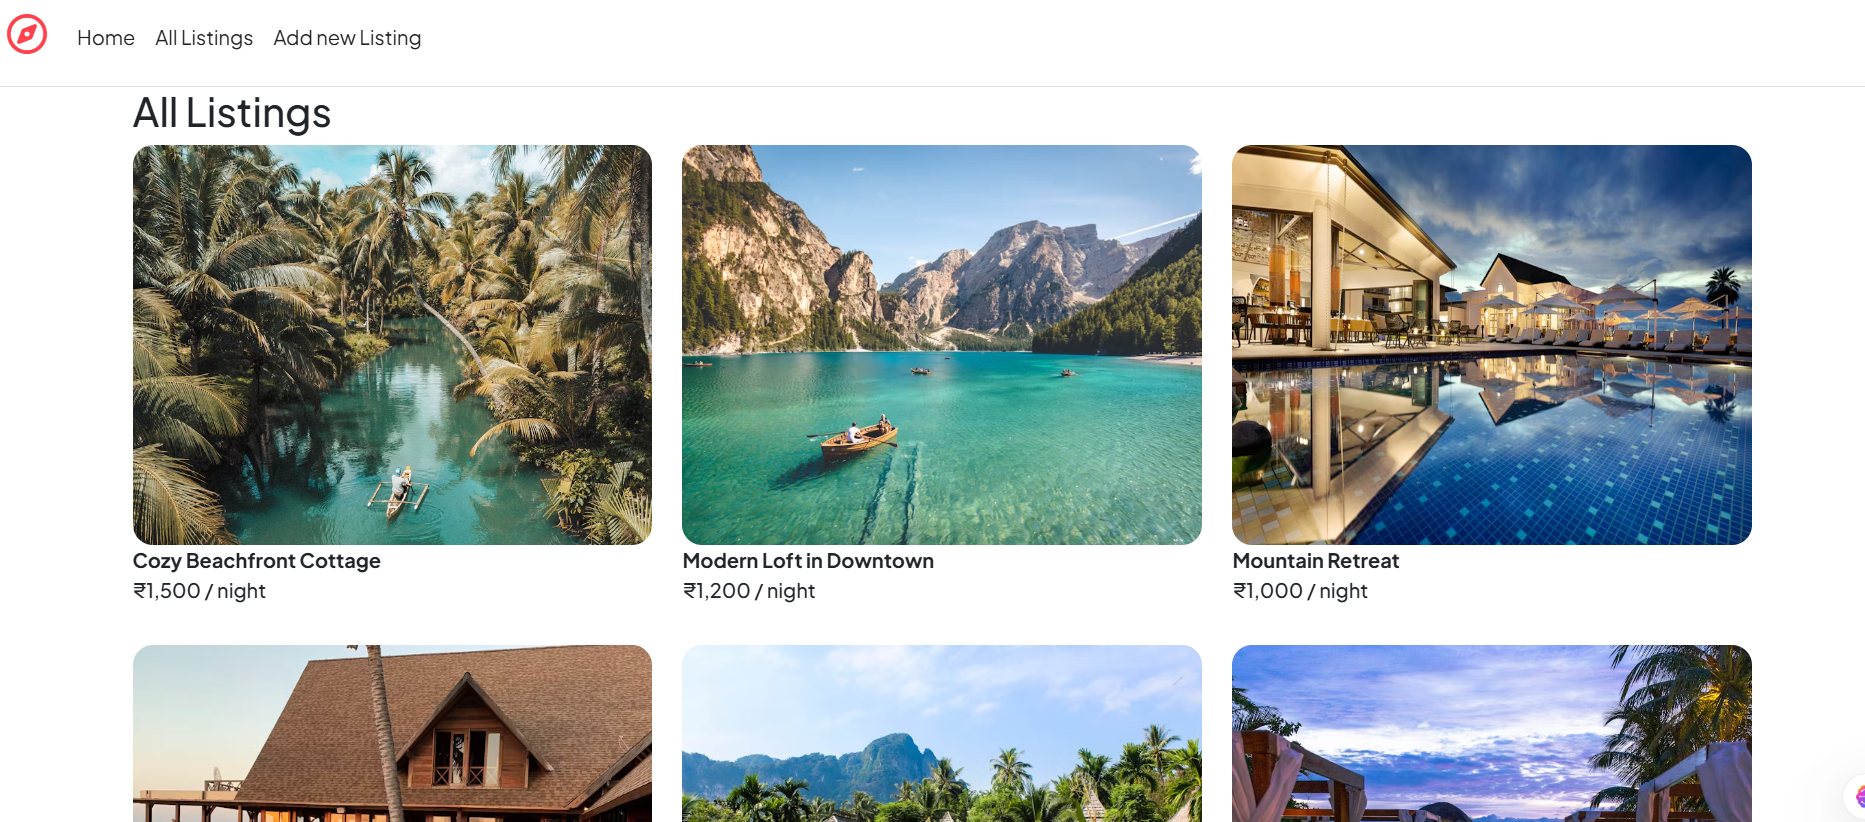 Home All Listings Add new Listing
All Listings
Cozy Beachfront Cottage
₹1,500 / night
Modern Loft in Downtown
₹1,200 / night
Mountain Retreat
₹1,000 / night